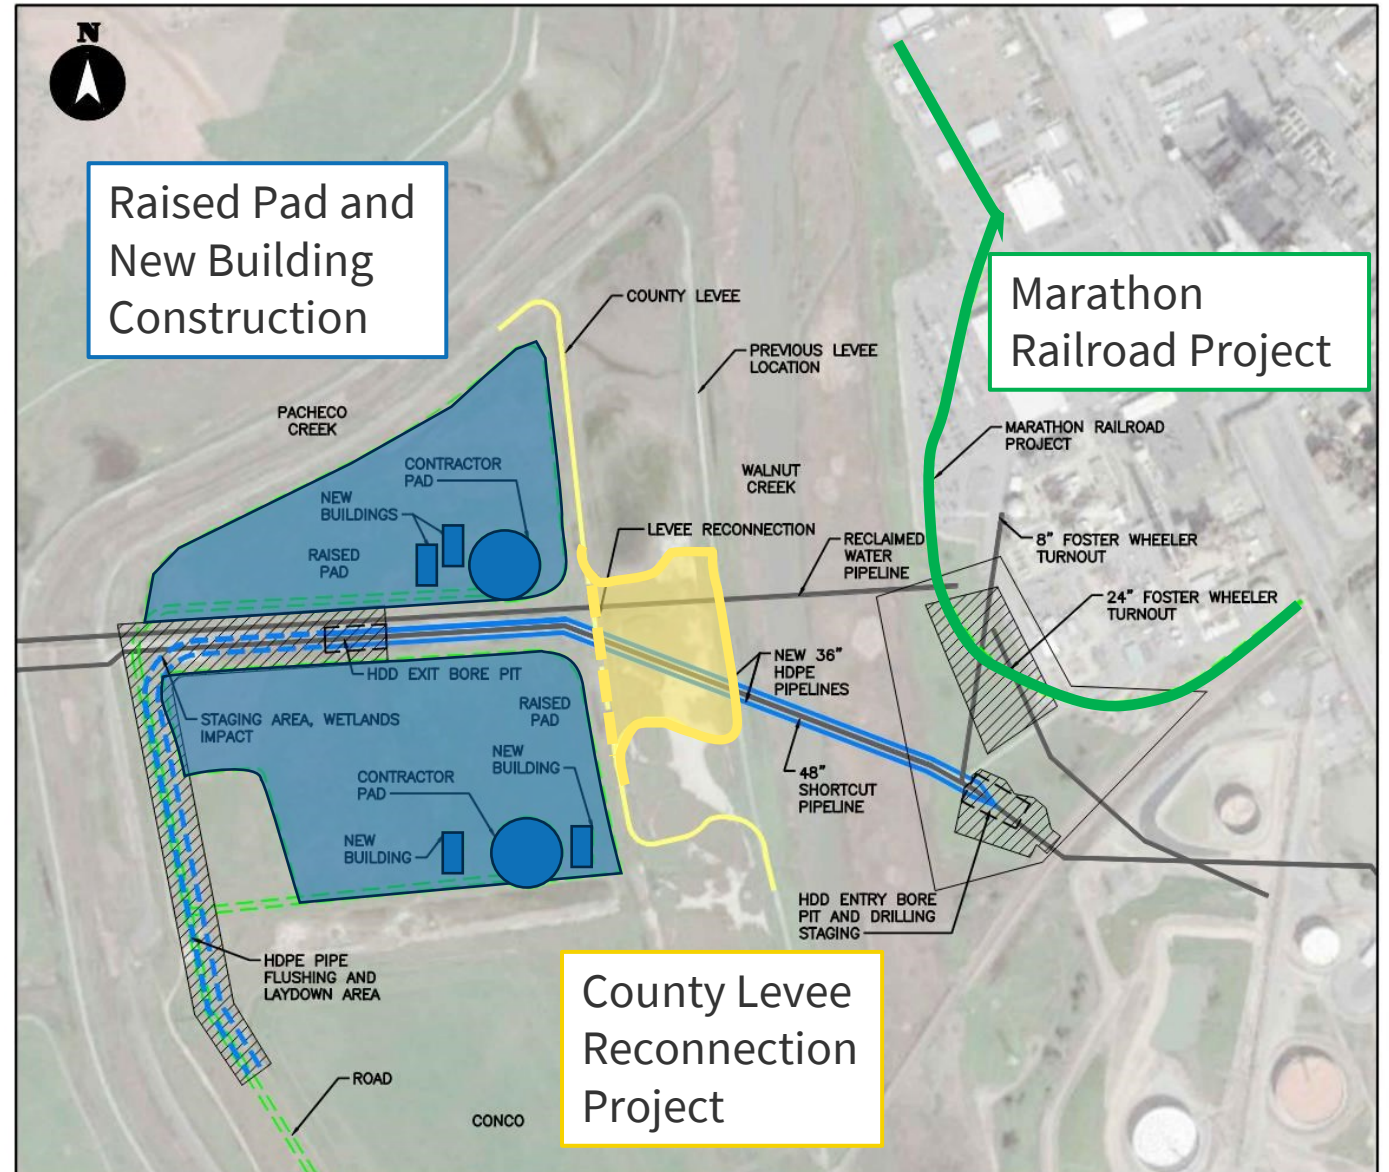 N
Raised Pad and
New Building
Construction
Marathon
Railroad Project
COUNTY LEVEE
PREVIOUS LEVEE
LOCATION
PACHECO
CREEK
MARATHON RAILROAD
PROJECT
CONTRACTOR
PAD
WALNUT
CREEK
NEW
BUILDINGS
LEVEE RECONNECTION
RECLAIMED
WATER
PIPELINE
8" FOSTER WHEELER
TURNOUT
RAISED
PAD
24" FOSTER WHEELER
TURNOUT
NEW 36"
HDPE
PIPELINES
HDD EXIT BORE PIT
RAISED
PAD
STAGING AREA, WETLANDS
IMPACT
NEW
BUILDING
48"
SHORTCUT
PIPELINE
CONTRACTOR
PAD
NEW
BUILDING
HDD ENTRY BORE
PIT AND DRILLING
STAGING
HDPE PIPE
FLUSHING AND
LAYDOWN AREA
County Levee
Reconnection
Project
ROAD
CONCO